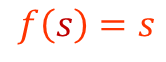 f(s) = s